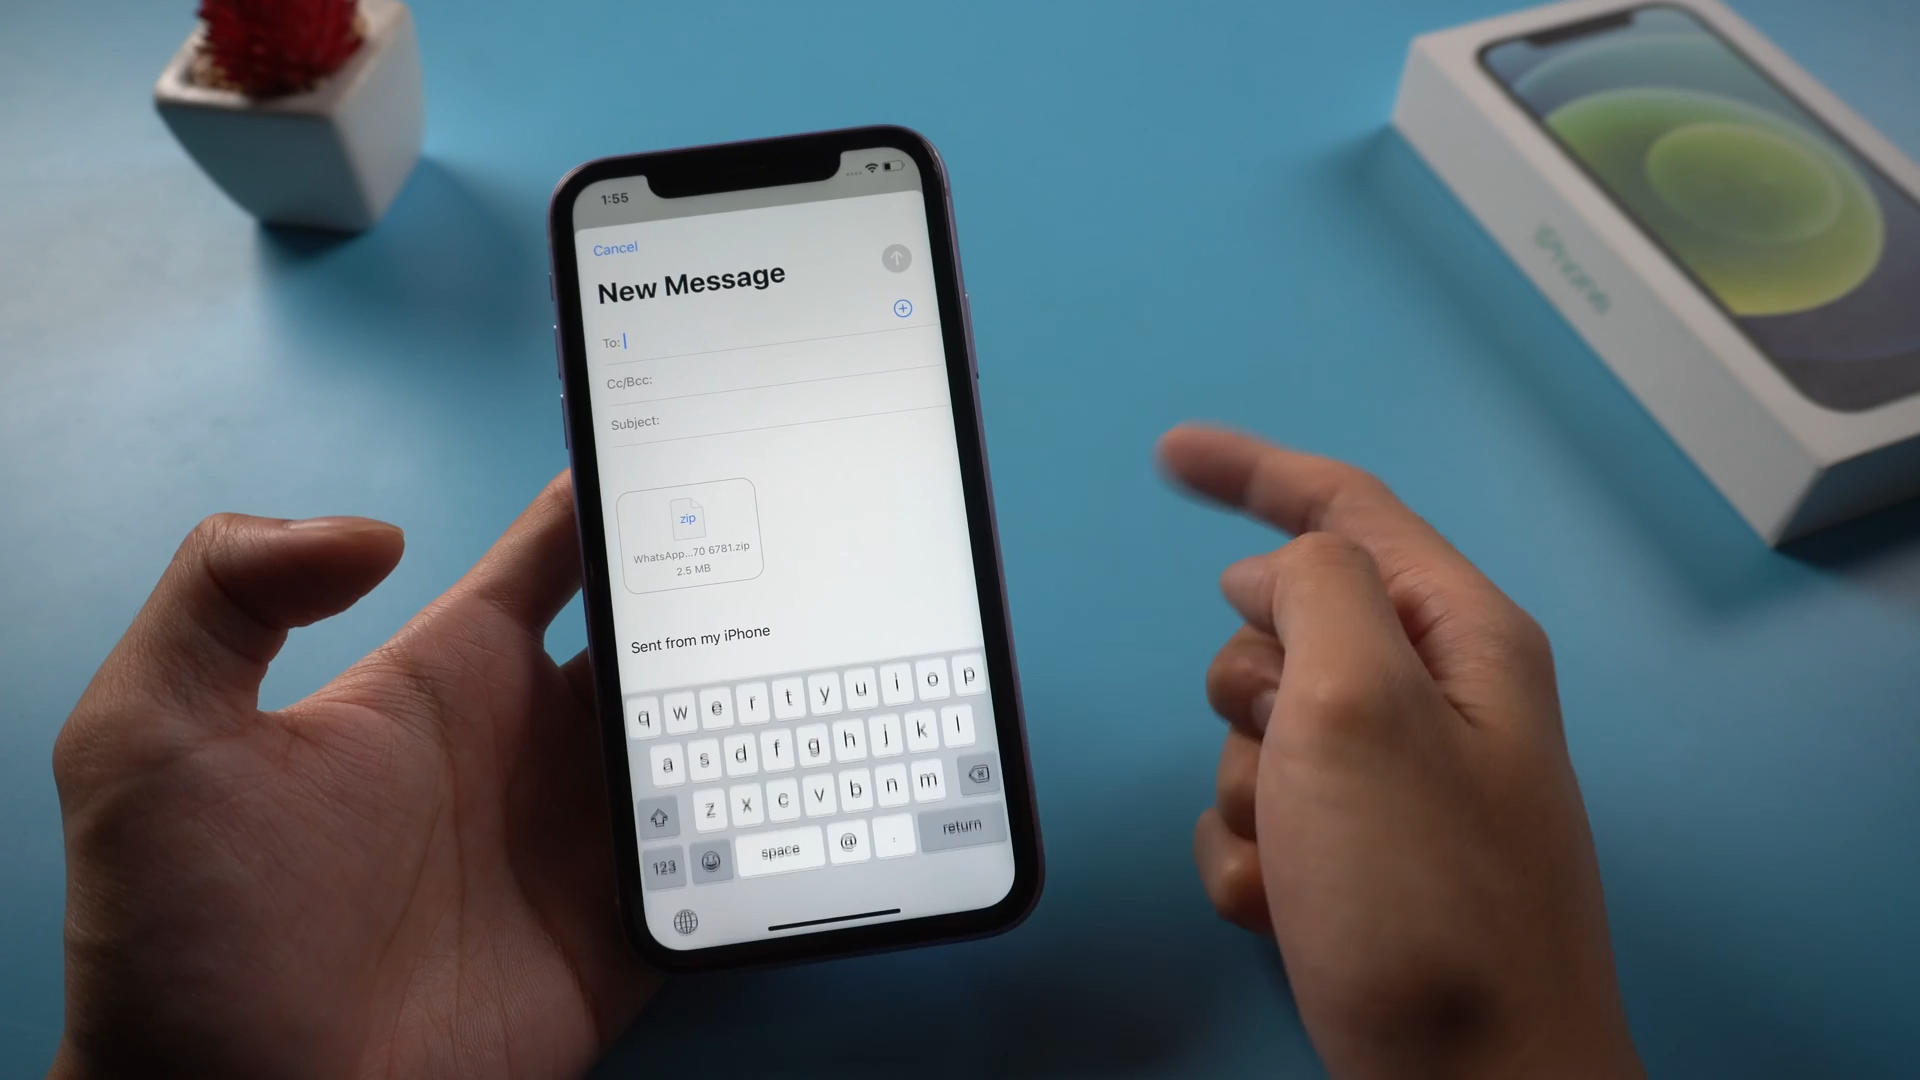 1:55
Cancel
New Message
To:
Cc/Bcc:
Subject:
zip
WhatsApp...70 6781.zip
2.5 MB
Sent from my iPhone
q w e r t y u i o p
a s d f g h j k l
z x c v b n m
123 space @ . return
iPhone